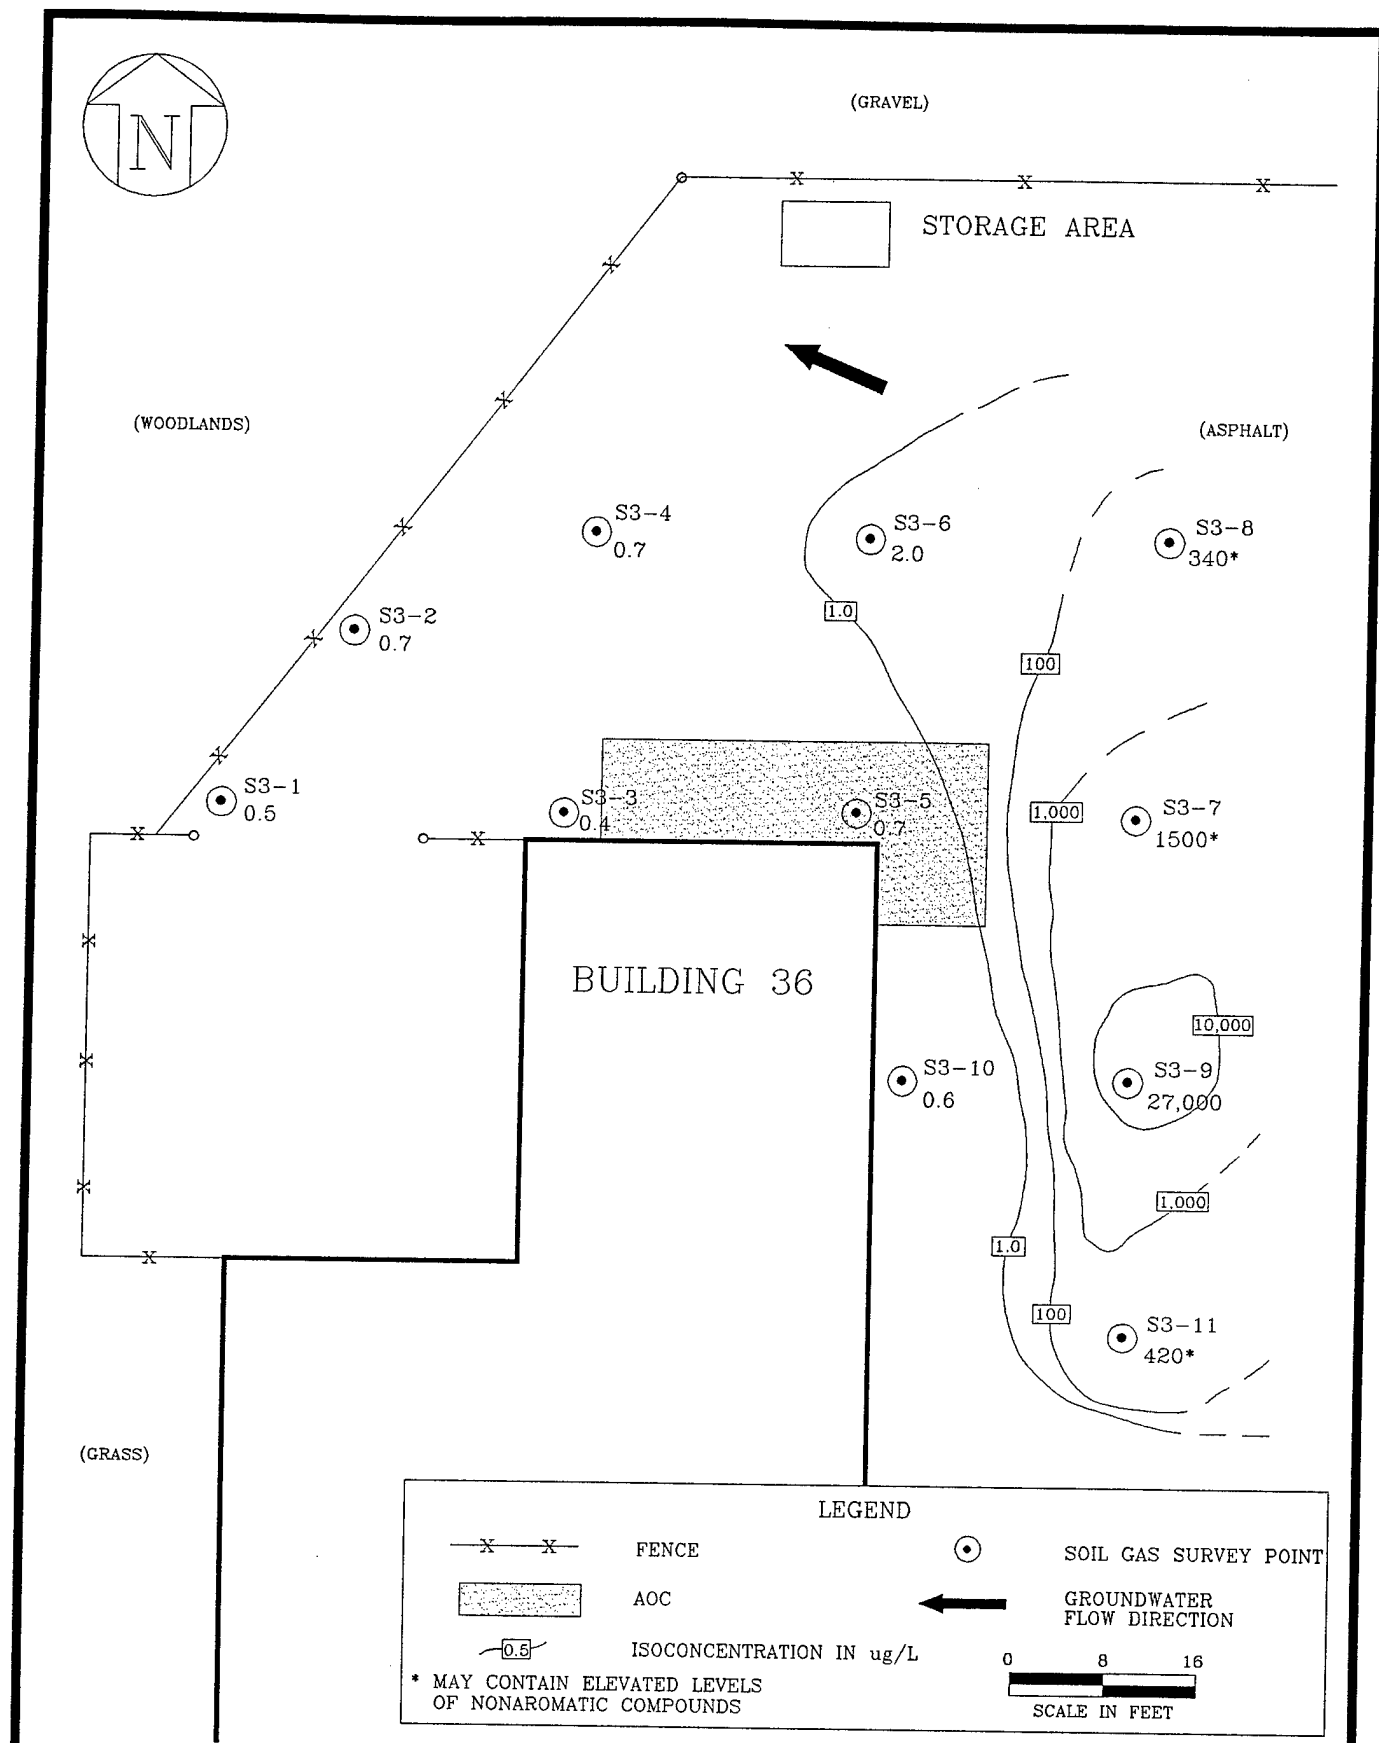 N
(GRAVEL)
X X X
STORAGE AREA
X
X
(WOODLANDS)
(ASPHALT)
X
S3-4
0.7
S3-6
2.0
S3-8
340*
1.0
S3-2
0.7
X
100
X
S3-1
0.5
S3-3
0.4
S3-5
0.7
1,000
S3-7
1500*
X X
X
BUILDING 36
10,000
X
S3-10
0.6
S3-9
27,000
X
1,000
1.0
X
100
S3-11
420*
(GRASS)
LEGEND
X X FENCE
SOIL GAS SURVEY POINT
AOC
GROUNDWATER
FLOW DIRECTION
0.5 ISOCONCENTRATION IN ug/L
* MAY CONTAIN ELEVATED LEVELS
OF NONAROMATIC COMPOUNDS
0 8 16
SCALE IN FEET